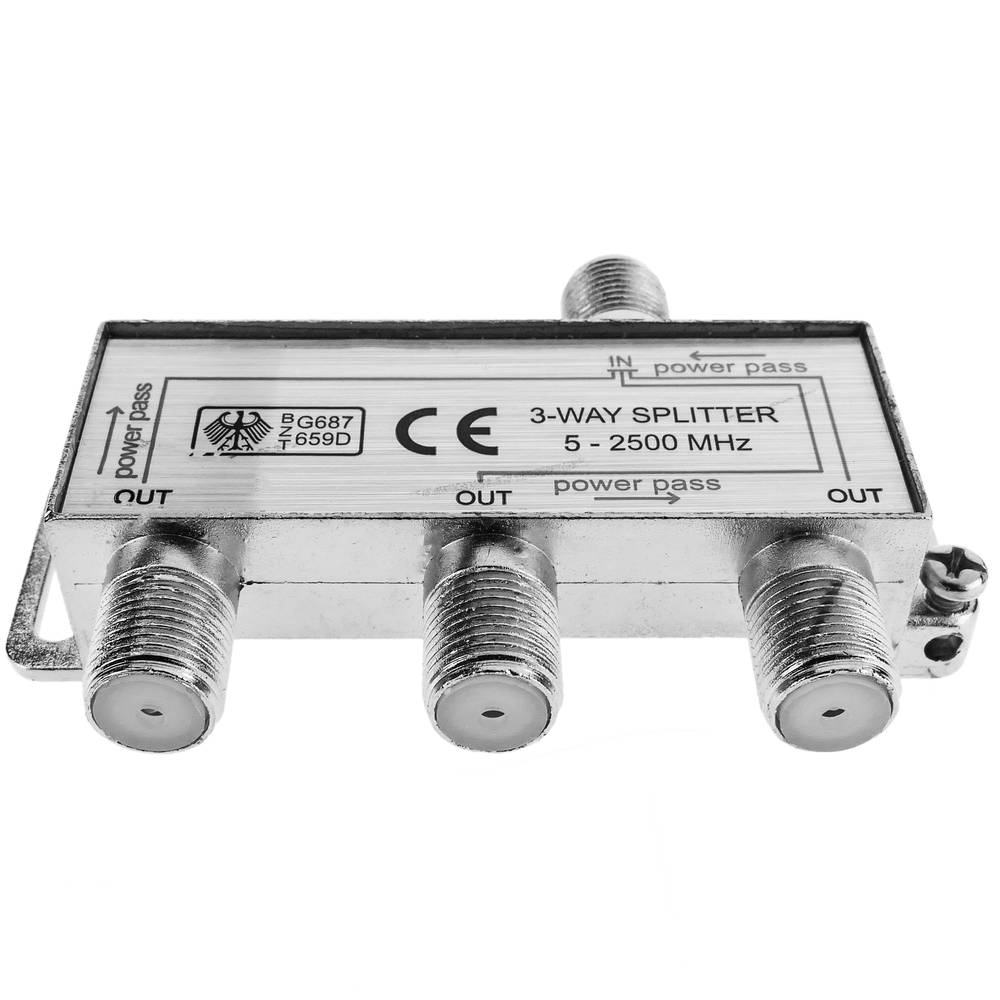 IN
power pass
power pass
BZT
G687
659D
CE
3-WAY SPLITTER
5 - 2500 MHz
power pass
OUT
OUT
OUT